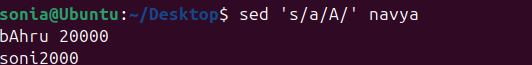 sonia@Ubuntu:~/Desktop$ sed 's/a/A/' navya
bAhru 20000
soni2000